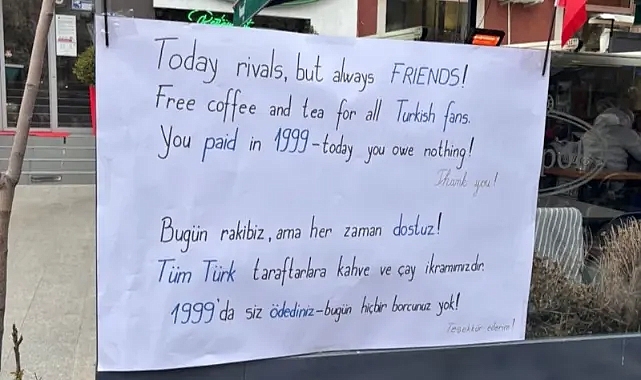 Today rivals, but always FRIENDS!
Free coffee and tea for all Turkish fans.
You paid in 1999-today you owe nothing!
Thank you!
Bugün rakibiz, ama her zaman dostuz!
Tüm Türk taraftarlara kahve ve çay ikramımızdır.
1999'da siz ödediniz-bugün hiçbir borcunuz yok!
Teşekkür ederim!